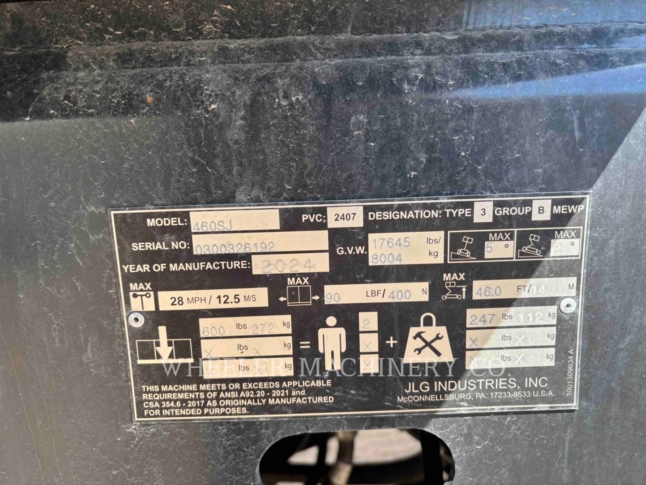 MODEL: 460SJ PVC: 2407 DESIGNATION: TYPE 3 GROUP B MEWP
SERIAL NO: 0300326192 G.V.W. 17645 lbs/ 8004 kg MAX 5° MAX
YEAR OF MANUFACTURE: 2024
MAX 28 MPH / 12.5 M/S MAX 90 LBF/ 400 N MAX 46.0 FT/14 M
600 lbs 272 kg = 2 + 247 lbs 112 kg
X lbs X kg X X lbs X kg
X lbs X kg X X lbs X kg
WHEELER MACHINERY CO.
THIS MACHINE MEETS OR EXCEEDS APPLICABLE
REQUIREMENTS OF ANSI A92.20 - 2021 and
CSA 354.6 - 2017 AS ORIGINALLY MANUFACTURED
FOR INTENDED PURPOSES.
JLG INDUSTRIES, INC
McCONNELLSBURG, PA. 17233-9533 U.S.A.
1001309634 A